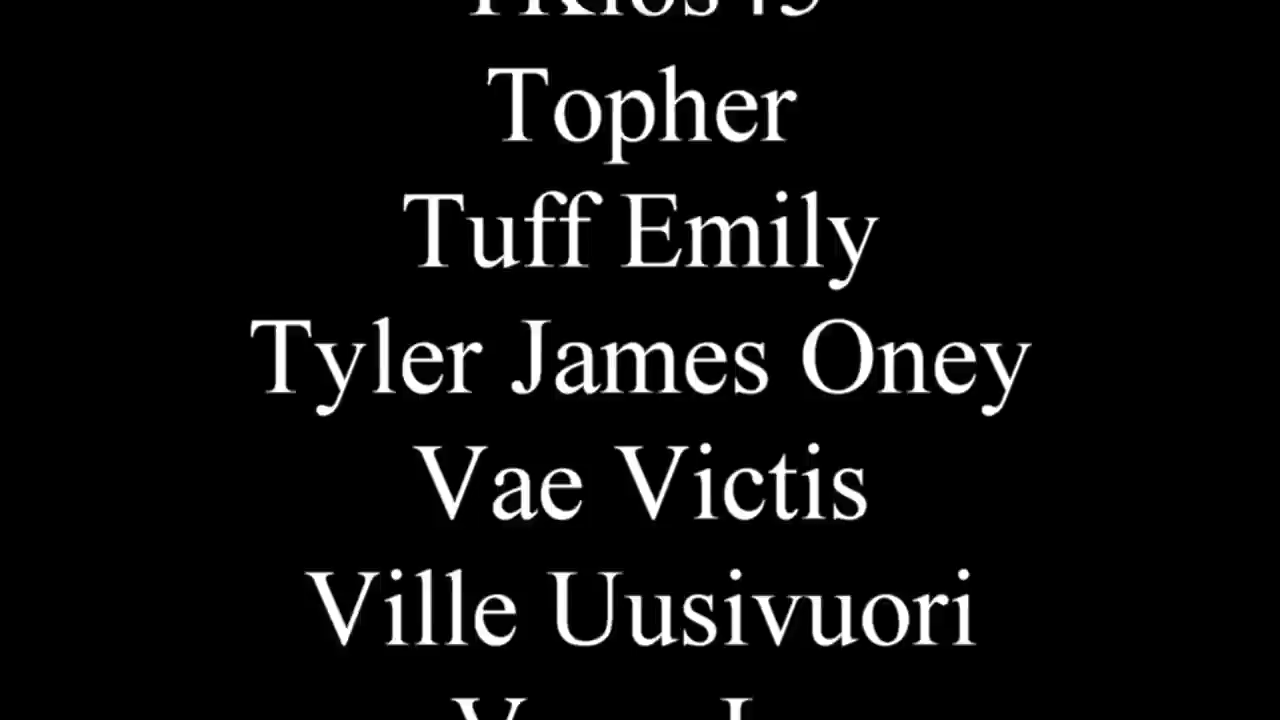 Topher
Tuff Emily
Tyler James Oney
Vae Victis
Ville Uusivuori